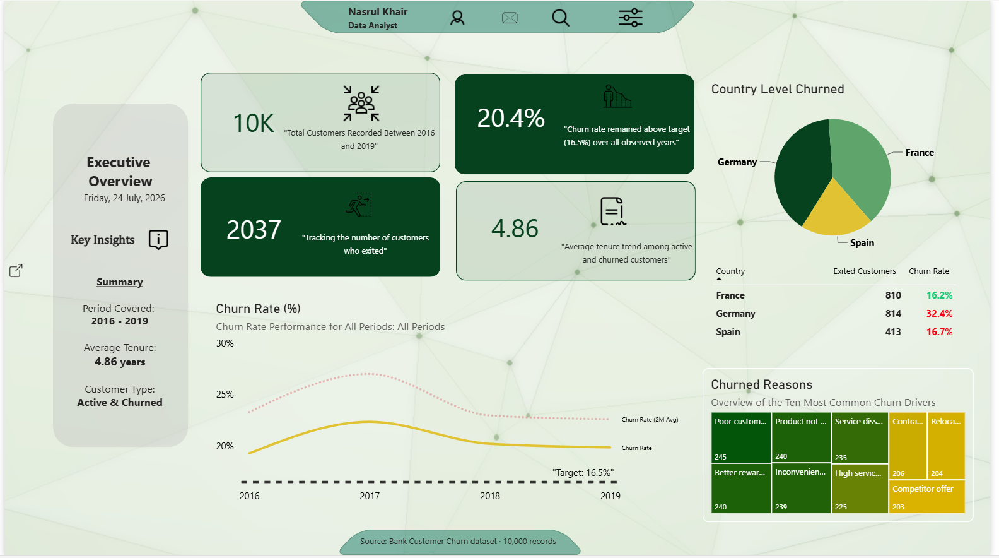 Nasrul Khair
Data Analyst
Executive
Overview
Friday, 24 July, 2026
Key Insights
Summary
Period Covered:
2016 - 2019
Average Tenure:
4.86 years
Customer Type:
Active & Churned
10K
"Total Customers Recorded Between 2016
and 2019"
20.4%
"Churn rate remained above target
(16.5%) over all observed years"
2037
"Tracking the number of customers
who exited"
4.86
"Average tenure trend among active
and churned customers"
Churn Rate (%)
Churn Rate Performance for All Periods: All Periods
30%
25%
20%
Churn Rate (2M Avg)
Churn Rate
"Target: 16.5%"
2016 2017 2018 2019
Country Level Churned
Germany
France
Spain
Country Exited Customers Churn Rate
France 810 16.2%
Germany 814 32.4%
Spain 413 16.7%
Churned Reasons
Overview of the Ten Most Common Churn Drivers
Poor custom...
245
Product not ...
240
Service diss...
235
Contra...
206
Reloca...
204
Better rewar...
240
Inconvenien...
239
High servic...
225
Competitor offer
203
Source: Bank Customer Churn dataset · 10,000 records